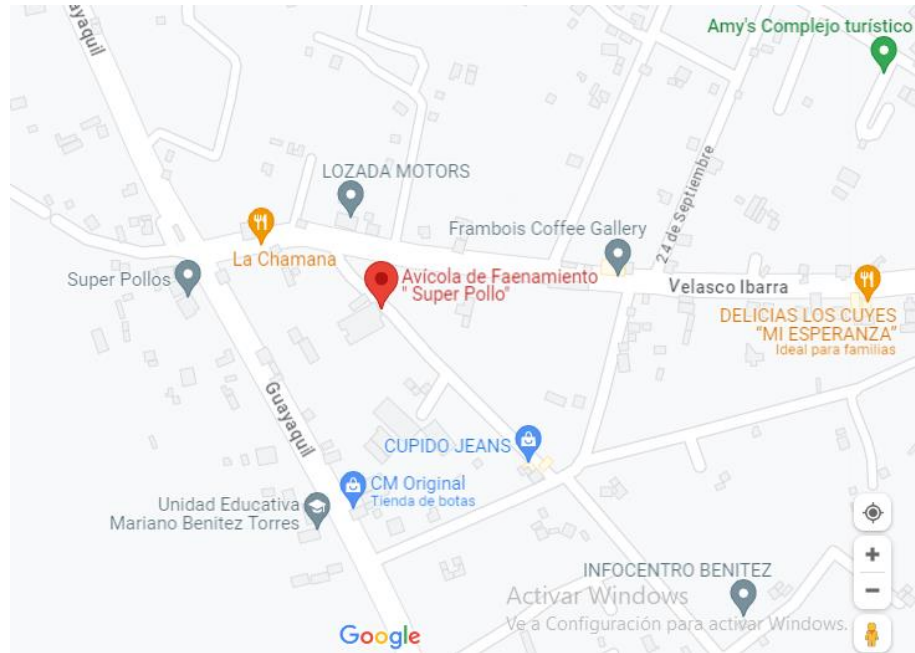 Guayaquil
Amy's Complejo turístico
24 de Septiembre
LOZADA MOTORS
Frambois Coffee Gallery
La Chamana
Super Pollos
Avícola de Faenamiento
" Super Pollo"
Velasco Ibarra
DELICIAS LOS CUYES
"MI ESPERANZA"
Ideal para familias
Guayaquil
CUPIDO JEANS
CM Original
Tienda de botas
Unidad Educativa
Mariano Benitez Torres
INFOCENTRO BENITEZ
Activar Windows
Ve a Configuración para activar Windows.
Google